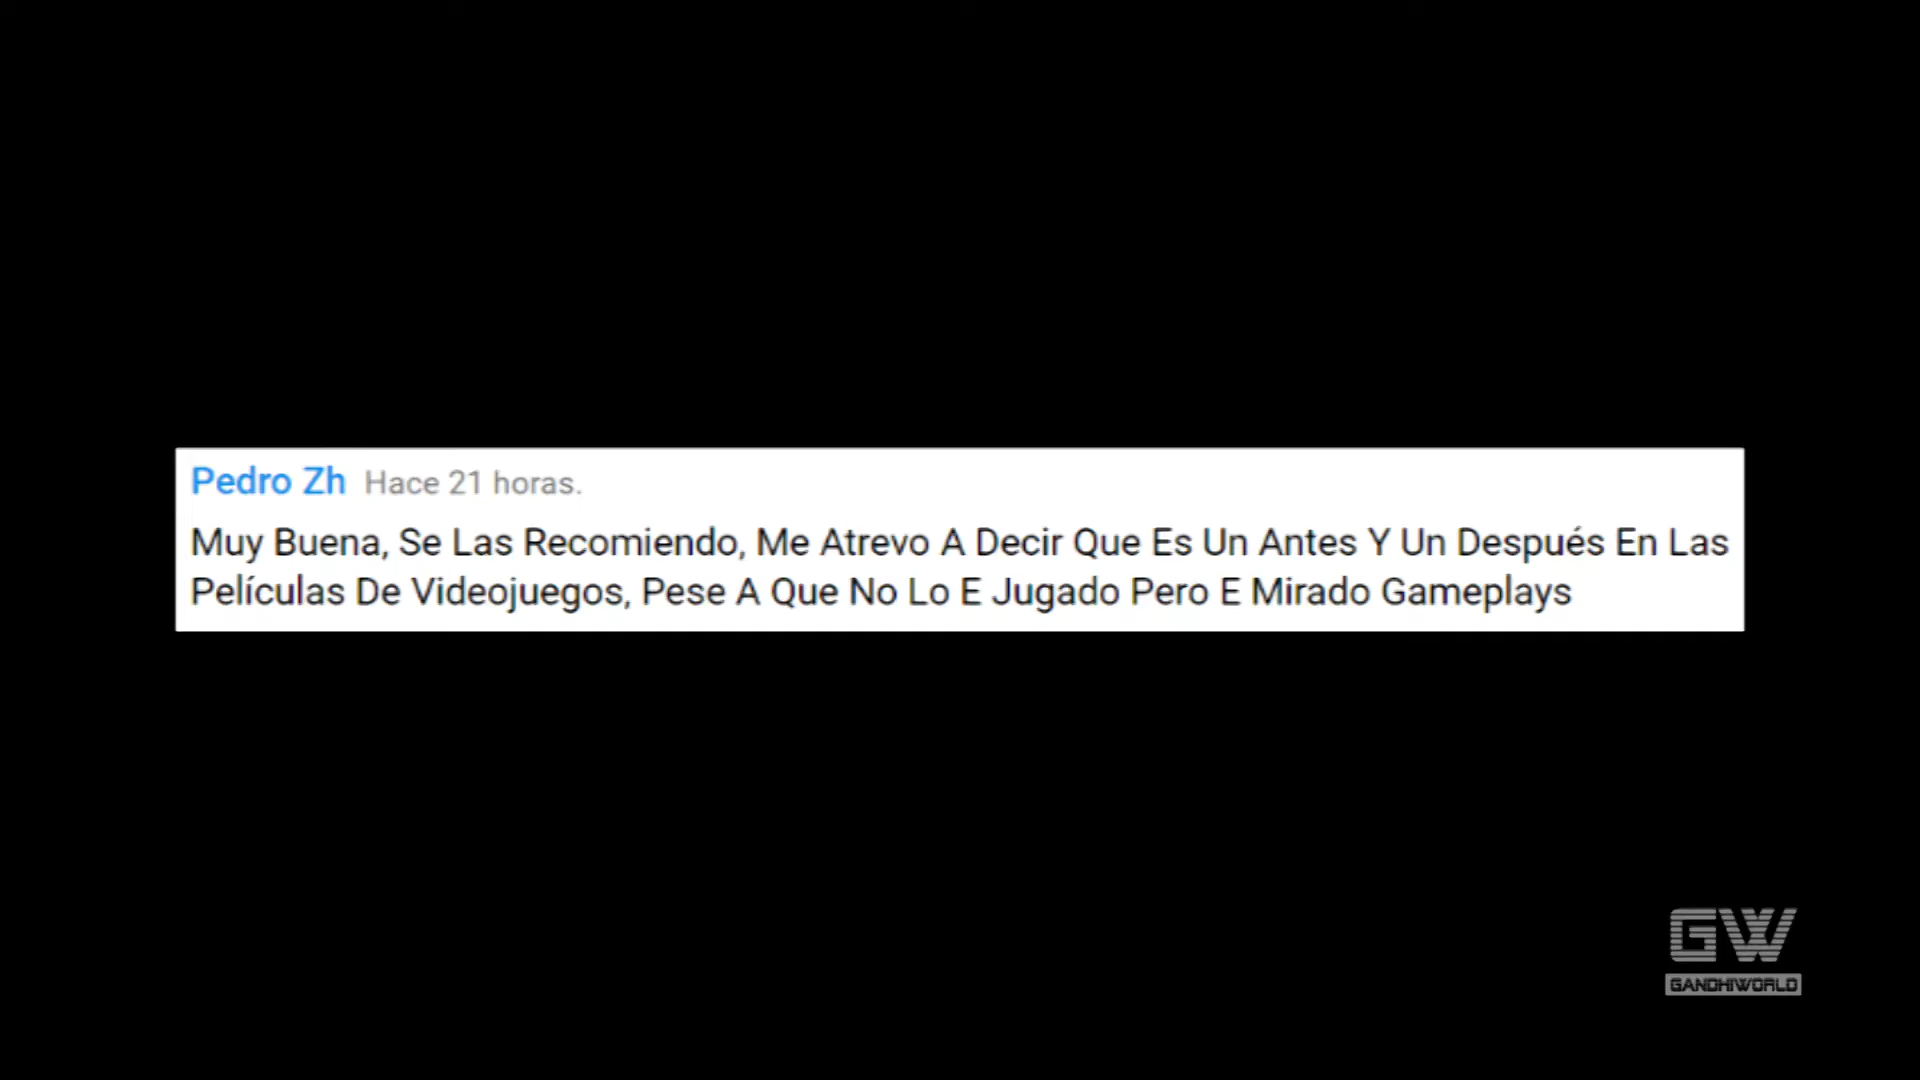 Pedro Zh Hace 21 horas.
Muy Buena, Se Las Recomiendo, Me Atrevo A Decir Que Es Un Antes Y Un Después En Las
Películas De Videojuegos, Pese A Que No Lo E Jugado Pero E Mirado Gameplays
GW
GANDHIWORLD